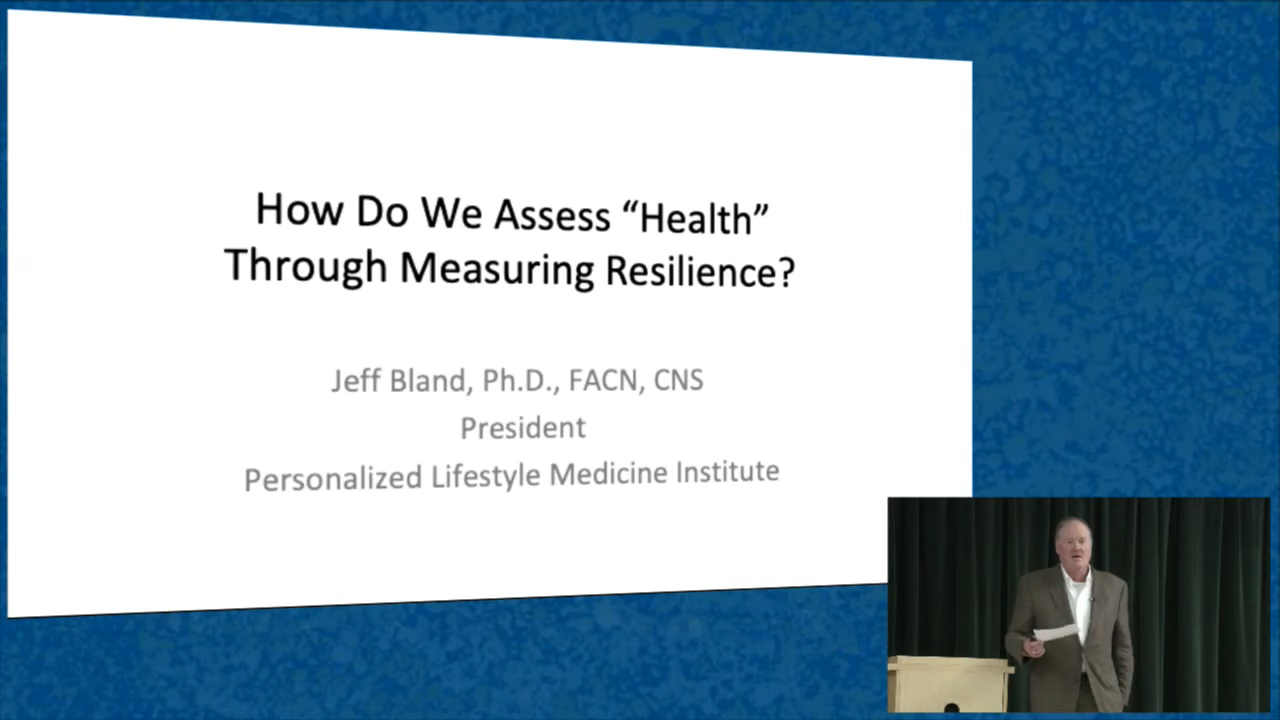 How Do We Assess “Health”
Through Measuring Resilience?
Jeff Bland, Ph.D., FACN, CNS
President
Personalized Lifestyle Medicine Institute